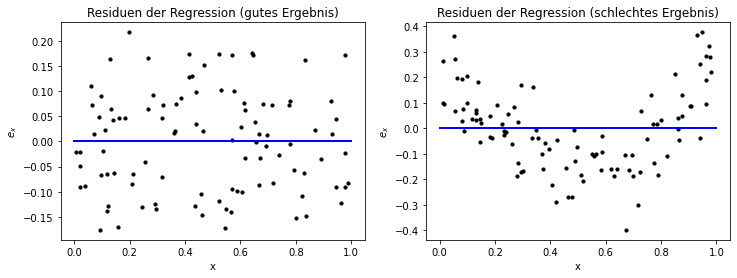 Residuen der Regression (gutes Ergebnis)
0.20
0.15
0.10
0.05
0.00
−0.05
−0.10
−0.15
e_x
0.0 0.2 0.4 0.6 0.8 1.0
x
Residuen der Regression (schlechtes Ergebnis)
0.4
0.3
0.2
0.1
0.0
−0.1
−0.2
−0.3
−0.4
e_x
0.0 0.2 0.4 0.6 0.8 1.0
x